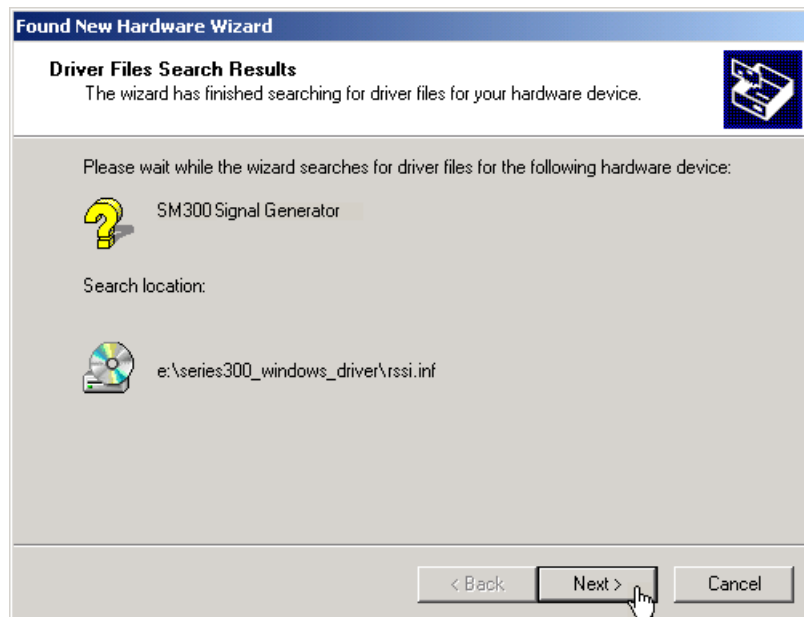 Found New Hardware Wizard
Driver Files Search Results
The wizard has finished searching for driver files for your hardware device.
Please wait while the wizard searches for driver files for the following hardware device:
SM300 Signal Generator
Search location:
e:\series300_windows_driver\rssi.inf
< Back
Next >
Cancel